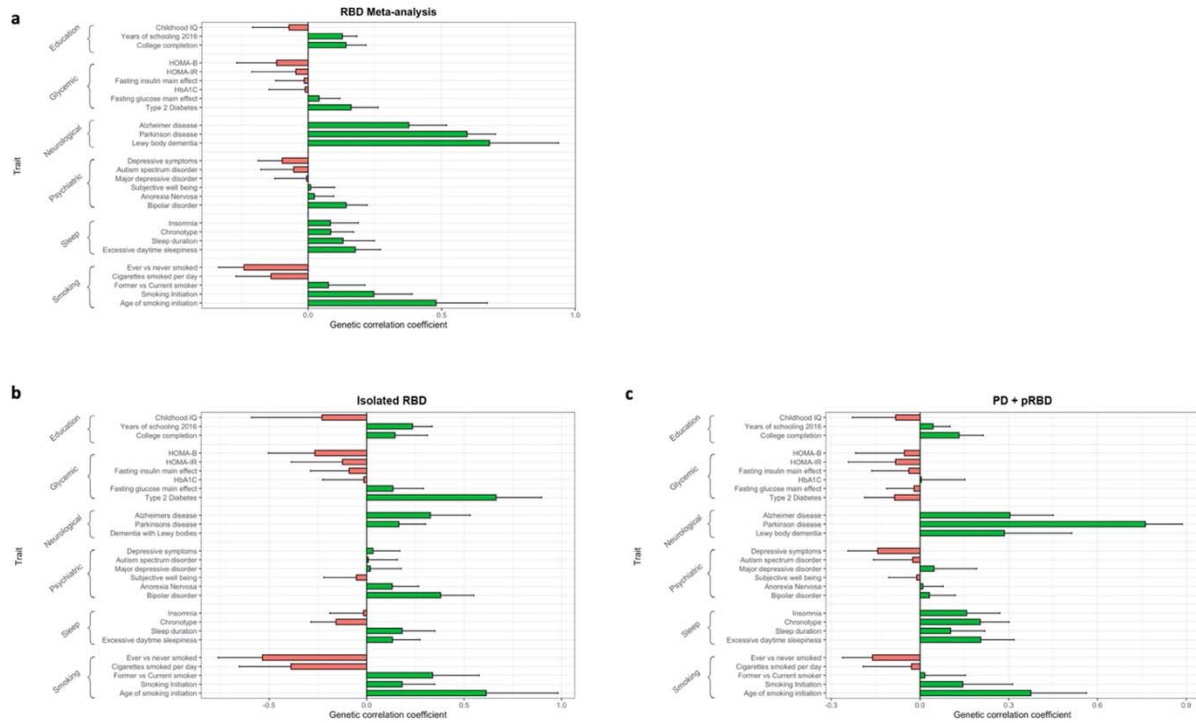 a
RBD Meta-analysis
Trait
Education
Childhood IQ
Years of schooling 2016
College completion
Glycemic
HOMA-B
HOMA-IR
Fasting insulin main effect
HbA1C
Fasting glucose main effect
Type 2 Diabetes
Neurological
Alzheimer disease
Parkinson disease
Lewy body dementia
Psychiatric
Depressive symptoms
Autism spectrum disorder
Major depressive disorder
Subjective well being
Anorexia Nervosa
Bipolar disorder
Sleep
Insomnia
Chronotype
Sleep duration
Excessive daytime sleepiness
Smoking
Ever vs never smoked
Cigarettes smoked per day
Former vs Current smoker
Smoking Initiation
Age of smoking initiation
0.0 0.5 1.0
Genetic correlation coefficient
b
Isolated RBD
Trait
Education
Childhood IQ
Years of schooling 2016
College completion
Glycemic
HOMA-B
HOMA-IR
Fasting insulin main effect
HbA1C
Fasting glucose main effect
Type 2 Diabetes
Neurological
Alzheimers disease
Parkinsons disease
Dementia with Lewy bodies
Psychiatric
Depressive symptoms
Autism spectrum disorder
Major depressive disorder
Subjective well being
Anorexia Nervosa
Bipolar disorder
Sleep
Insomnia
Chronotype
Sleep duration
Excessive daytime sleepiness
Smoking
Ever vs never smoked
Cigarettes smoked per day
Former vs Current smoker
Smoking Initiation
Age of smoking initiation
-0.5 0.0 0.5 1.0
Genetic correlation coefficient
c
PD + pRBD
Trait
Education
Childhood IQ
Years of schooling 2016
College completion
Glycemic
HOMA-B
HOMA-IR
Fasting insulin main effect
HbA1C
Fasting glucose main effect
Type 2 Diabetes
Neurological
Alzheimer disease
Parkinson disease
Lewy body dementia
Psychiatric
Depressive symptoms
Autism spectrum disorder
Major depressive disorder
Subjective well being
Anorexia Nervosa
Bipolar disorder
Sleep
Insomnia
Chronotype
Sleep duration
Excessive daytime sleepiness
Smoking
Ever vs never smoked
Cigarettes smoked per day
Former vs Current smoker
Smoking Initiation
Age of smoking initiation
-0.3 0.0 0.3 0.6 0.9
Genetic correlation coefficient